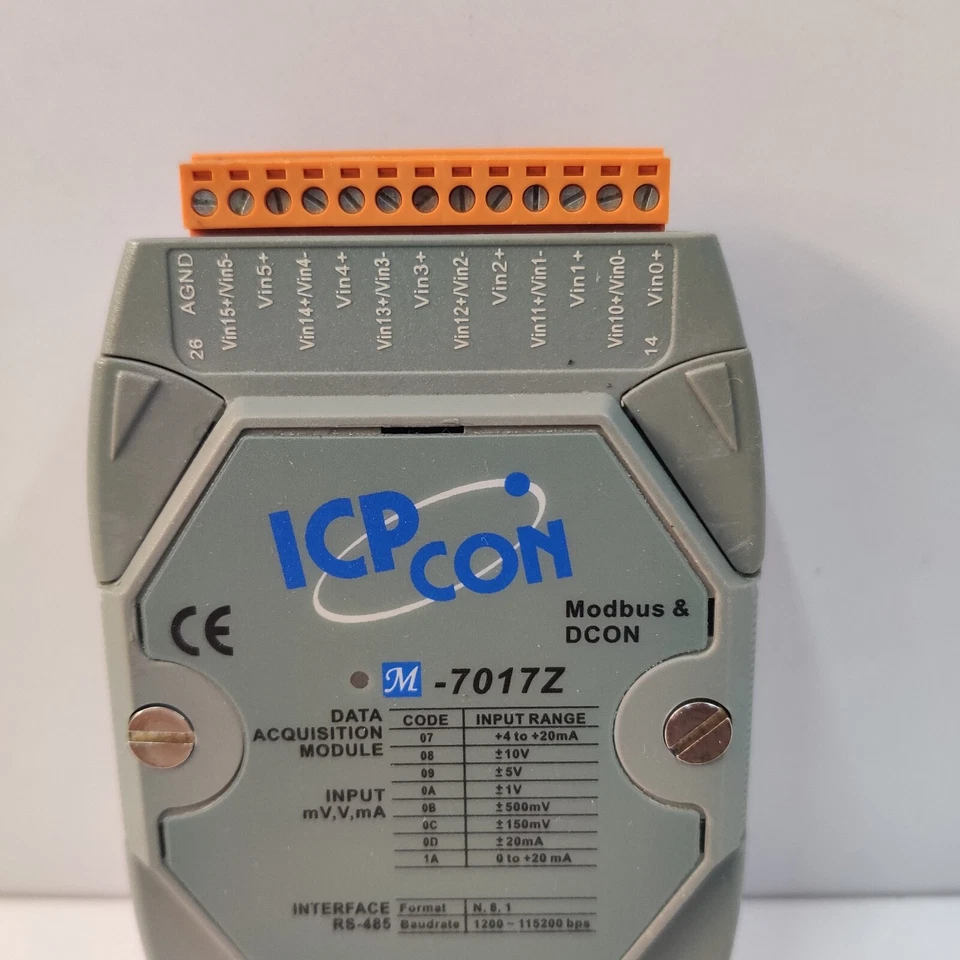 26 AGND
Vin15+/Vin5-
Vin5+
Vin14+/Vin4-
Vin4+
Vin13+/Vin3-
Vin3+
Vin12+/Vin2-
Vin2+
Vin11+/Vin1-
Vin1+
Vin10+/Vin0-
14 Vin0+
ICP CON
CE
Modbus &
DCON
M-7017Z
DATA
ACQUISITION
MODULE
INPUT
mV,V,mA
CODE INPUT RANGE
07 +4 to +20mA
08 ±10V
09 ±5V
0A ±1V
0B ±500mV
0C ±150mV
0D ±20mA
1A 0 to +20 mA
INTERFACE
RS-485
Format N, 8, 1
Baudrate 1200 ~ 115200 bps